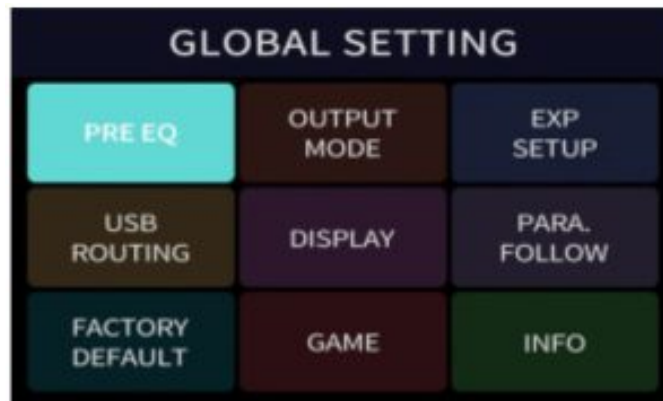 GLOBAL SETTING
PRE EQ
OUTPUT
MODE
EXP
SETUP
USB
ROUTING
DISPLAY
PARA.
FOLLOW
FACTORY
DEFAULT
GAME
INFO